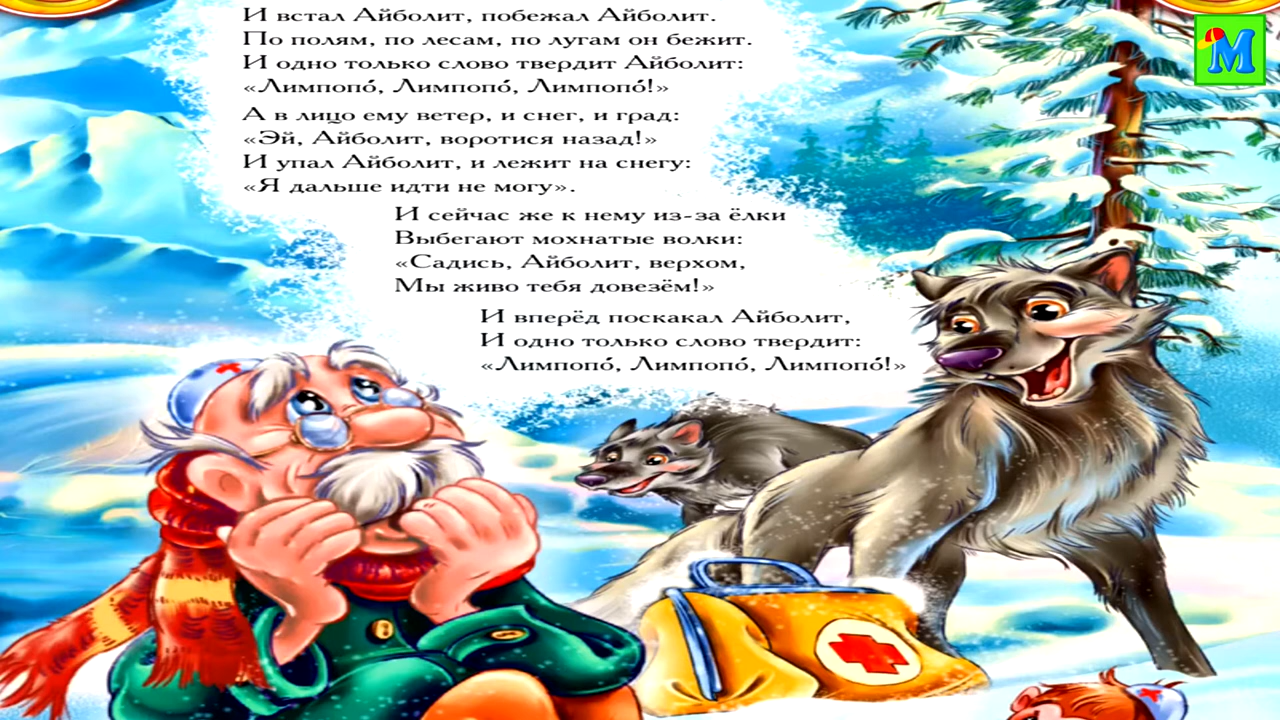 И встал Айболит, побежал Айболит.
По полям, по лесам, по лугам он бежит.
И одно только слово твердит Айболит:
«Лимпопо́, Лимпопо́, Лимпопо́!»
А в лицо ему ветер, и снег, и град:
«Эй, Айболит, воротися назад!»
И упал Айболит, и лежит на снегу:
«Я дальше идти не могу».
И сейчас же к нему из-за ёлки
Выбегают мохнатые волки:
«Садись, Айболит, верхом,
Мы живо тебя довезём!»
И вперёд поскакал Айболит,
И одно только слово твердит:
«Лимпопо́, Лимпопо́, Лимпопо́!»
М